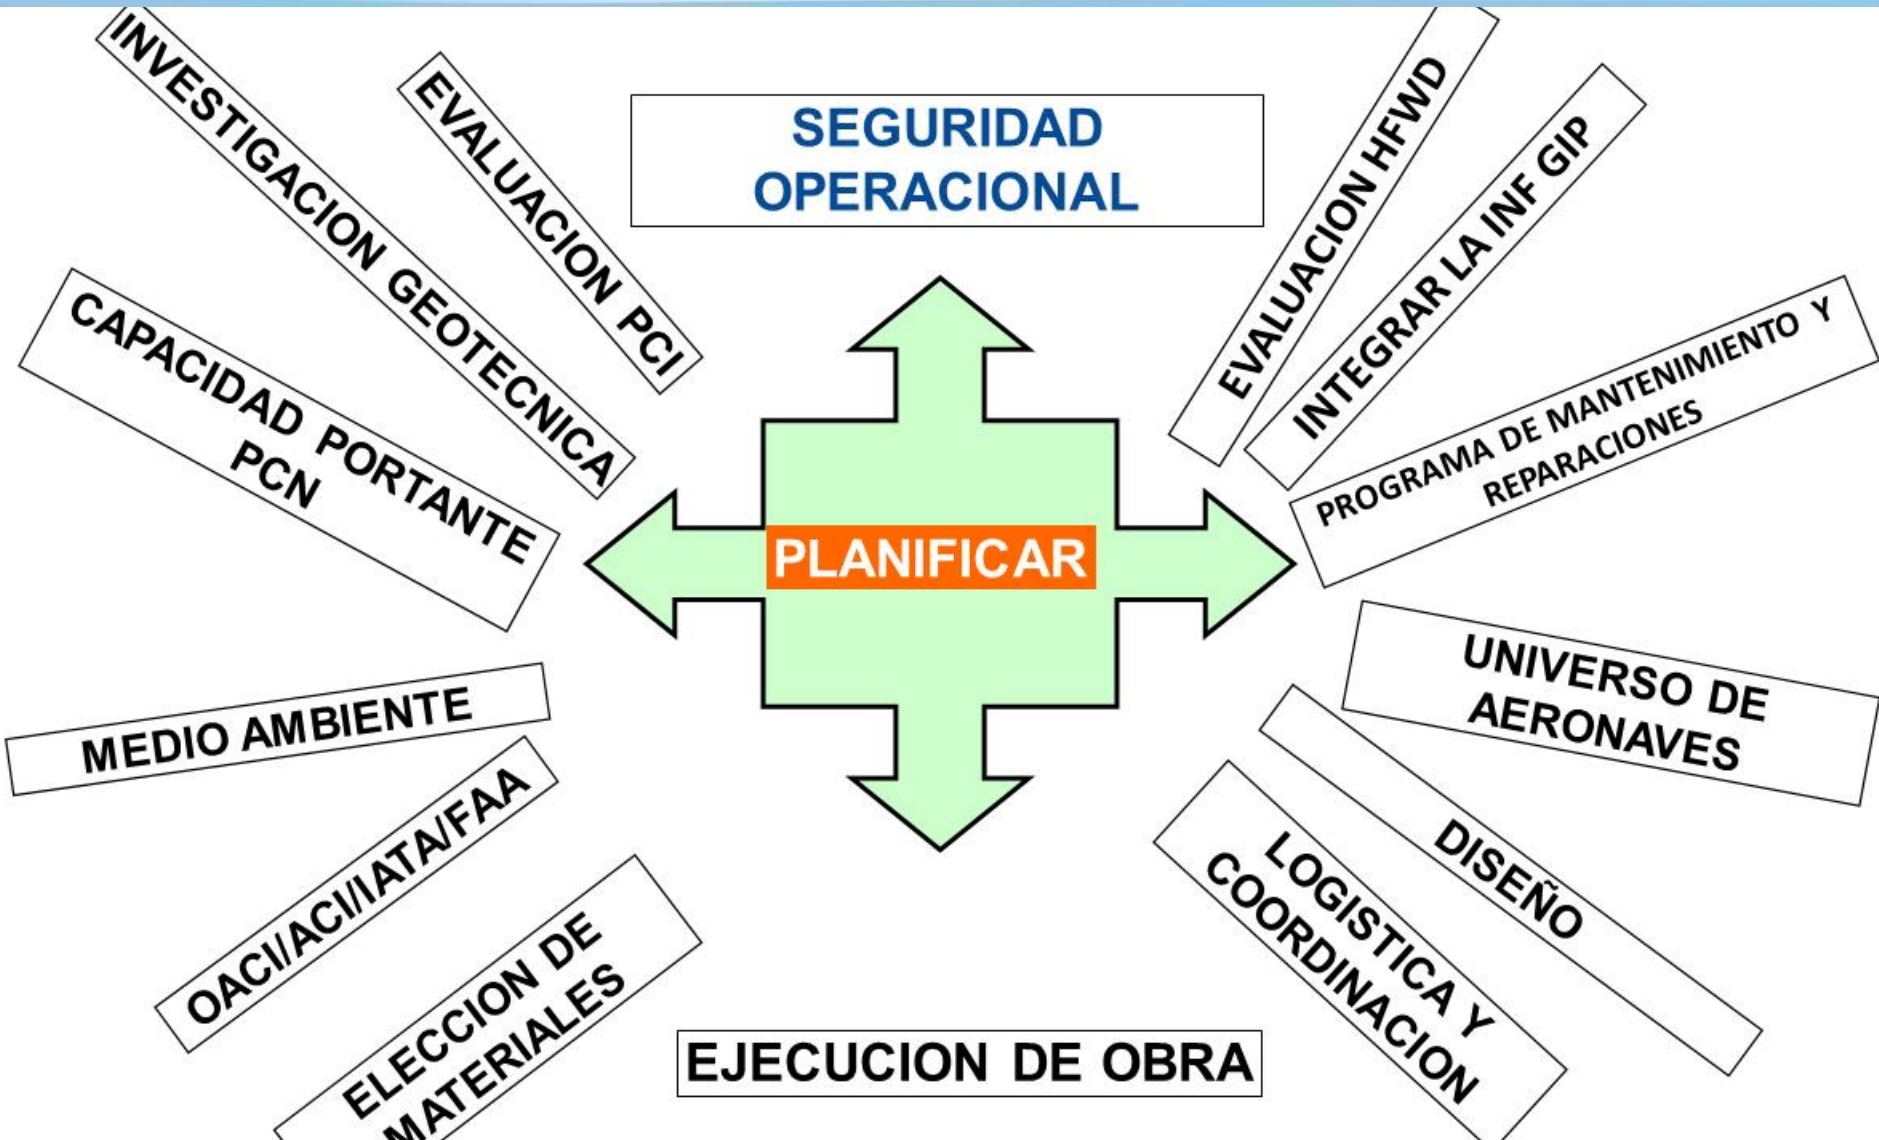 INVESTIGACION GEOTECNICA
EVALUACION PCI
SEGURIDAD
OPERACIONAL
EVALUACION HFWD
INTEGRAR LA INF GIP
CAPACIDAD PORTANTE
PCN
PROGRAMA DE MANTENIMIENTO Y
REPARACIONES
PLANIFICAR
MEDIO AMBIENTE
UNIVERSO DE
AERONAVES
OACI/ACI/IATA/FAA
DISEÑO
ELECCION DE
MATERIALES
LOGISTICA Y
COORDINACION
EJECUCION DE OBRA